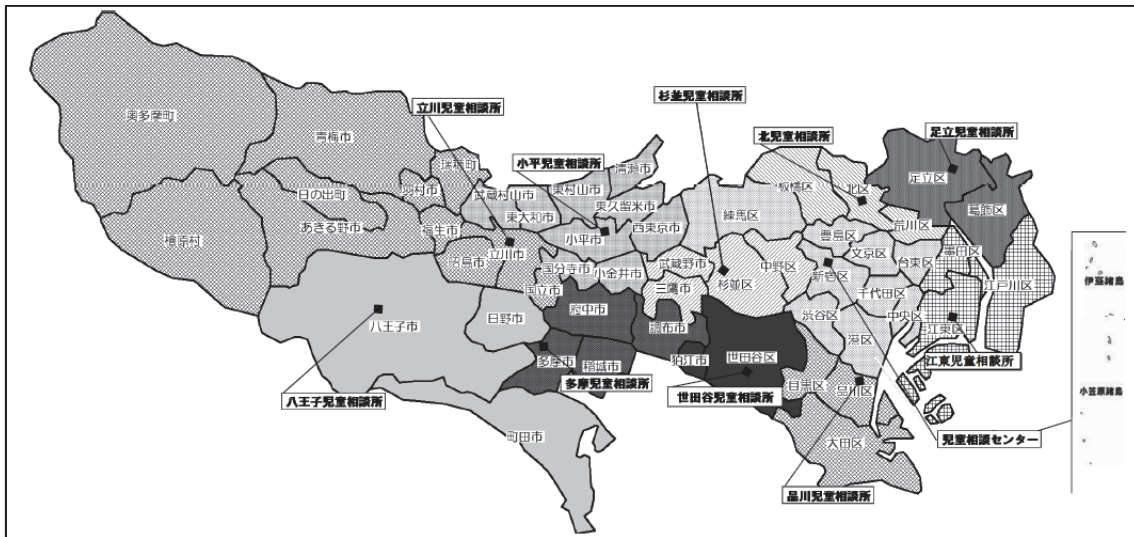 杉並児童相談所
立川児童相談所
北児童相談所
足立児童相談所
小平児童相談所
奥多摩町
青梅市
瑞穂町
清瀬市
板橋区
北区
足立区
葛飾区
日の出町
羽村市
武蔵村山市
東村山市
東久留米市
練馬区
荒川区
檜原村
あきる野市
福生市
東大和市
小平市
西東京市
豊島区
文京区
台東区
墨田区
江戸川区
昭島市
立川市
国分寺市
小金井市
武蔵野市
杉並区
中野区
新宿区
千代田区
伊豆諸島
国立市
三鷹市
八王子市
日野市
府中市
調布市
渋谷区
中央区
江東区
港区
多摩市
稲城市
狛江市
世田谷区
江東児童相談所
多摩児童相談所
目黒区
品川区
小笠原諸島
八王子児童相談所
世田谷児童相談所
町田市
大田区
児童相談センター
品川児童相談所